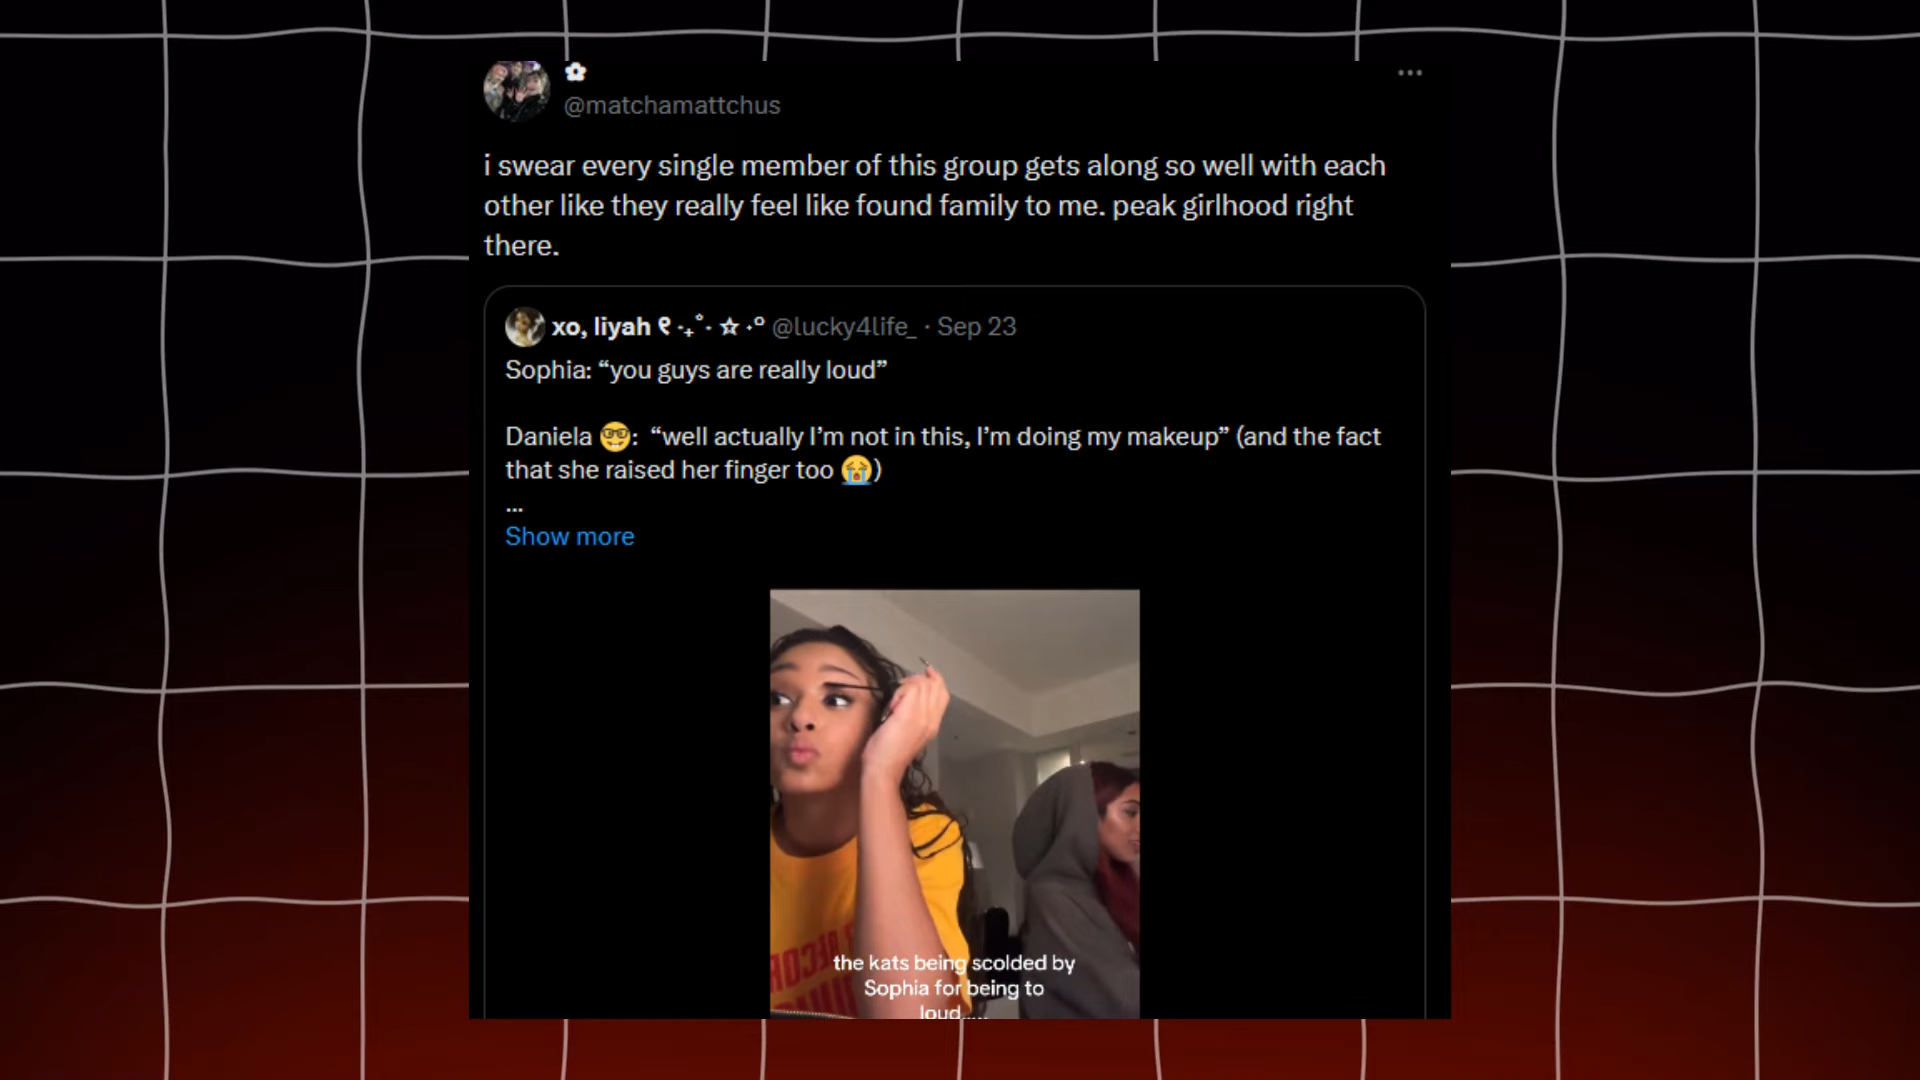 @matchamattchus
i swear every single member of this group gets along so well with each
other like they really feel like found family to me. peak girlhood right
there.
xo, liyah @lucky4life_ · Sep 23
Sophia: “you guys are really loud”
Daniela 🤓: “well actually I’m not in this, I’m doing my makeup” (and the fact
that she raised her finger too 😭)
...
Show more
the kats being scolded by
Sophia for being to
loud.....